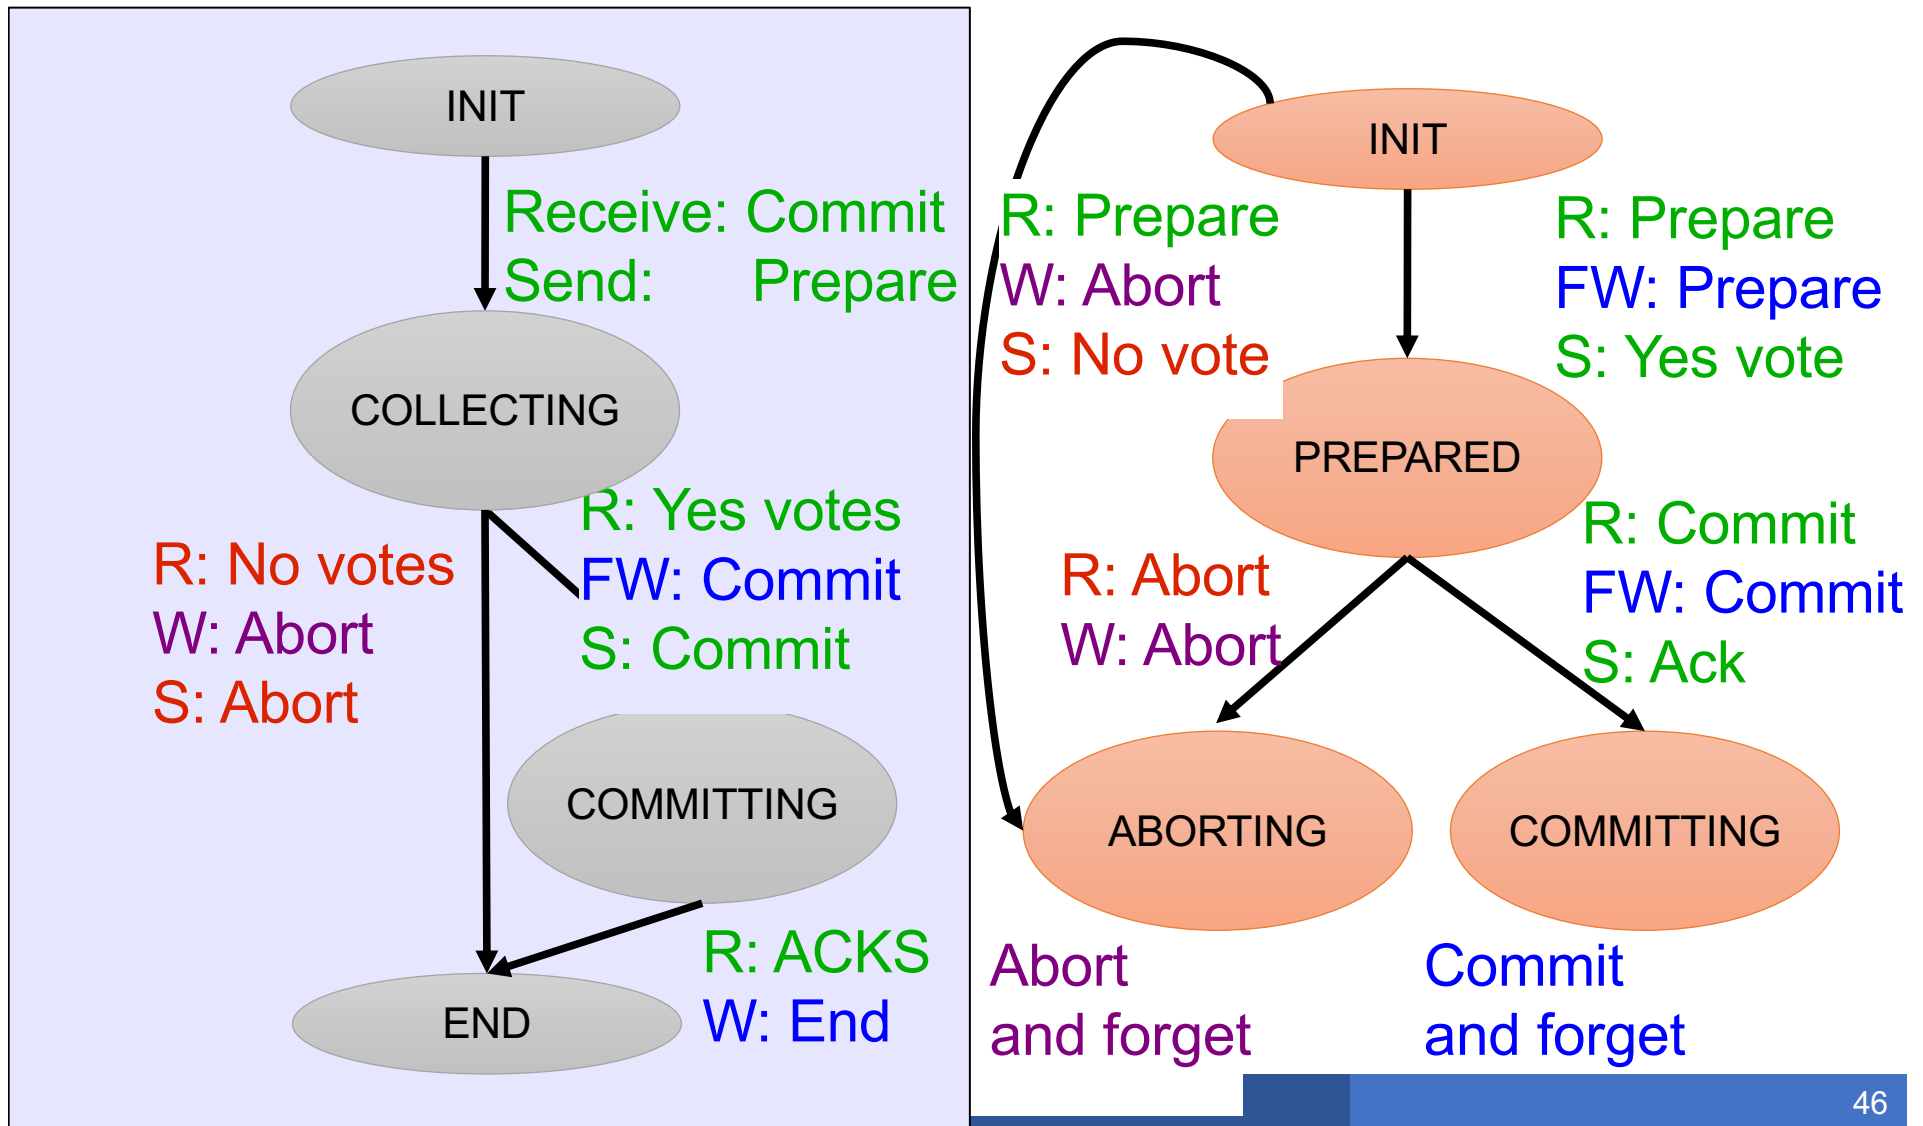 INIT
Receive: Commit
Send: Prepare
COLLECTING
R: Yes votes
FW: Commit
S: Commit
R: No votes
W: Abort
S: Abort
COMMITTING
R: ACKS
W: End
END
INIT
R: Prepare
W: Abort
S: No vote
R: Prepare
FW: Prepare
S: Yes vote
PREPARED
R: Abort
W: Abort
R: Commit
FW: Commit
S: Ack
ABORTING
COMMITTING
Abort
and forget
Commit
and forget
46